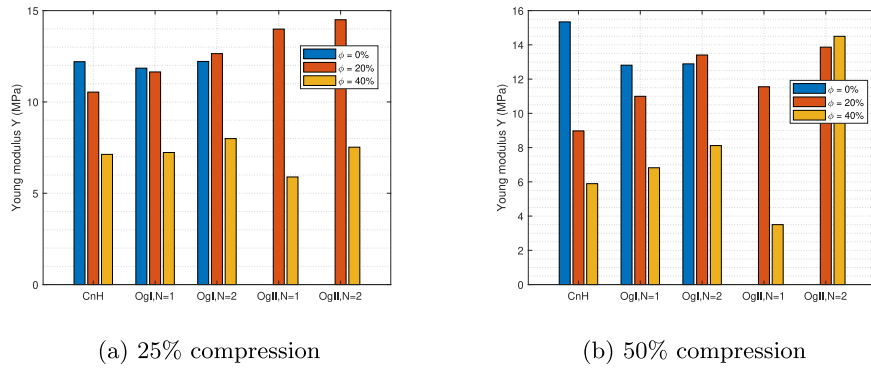 15
10
5
0
Young modulus Y (MPa)
ϕ = 0%
ϕ = 20%
ϕ = 40%
CnH
OgI,N=1
OgI,N=2
OgII,N=1
OgII,N=2
(a) 25% compression
16
14
12
10
8
6
4
2
0
Young modulus Y (MPa)
ϕ = 0%
ϕ = 20%
ϕ = 40%
CnH
OgI,N=1
OgI,N=2
OgII,N=1
OgII,N=2
(b) 50% compression